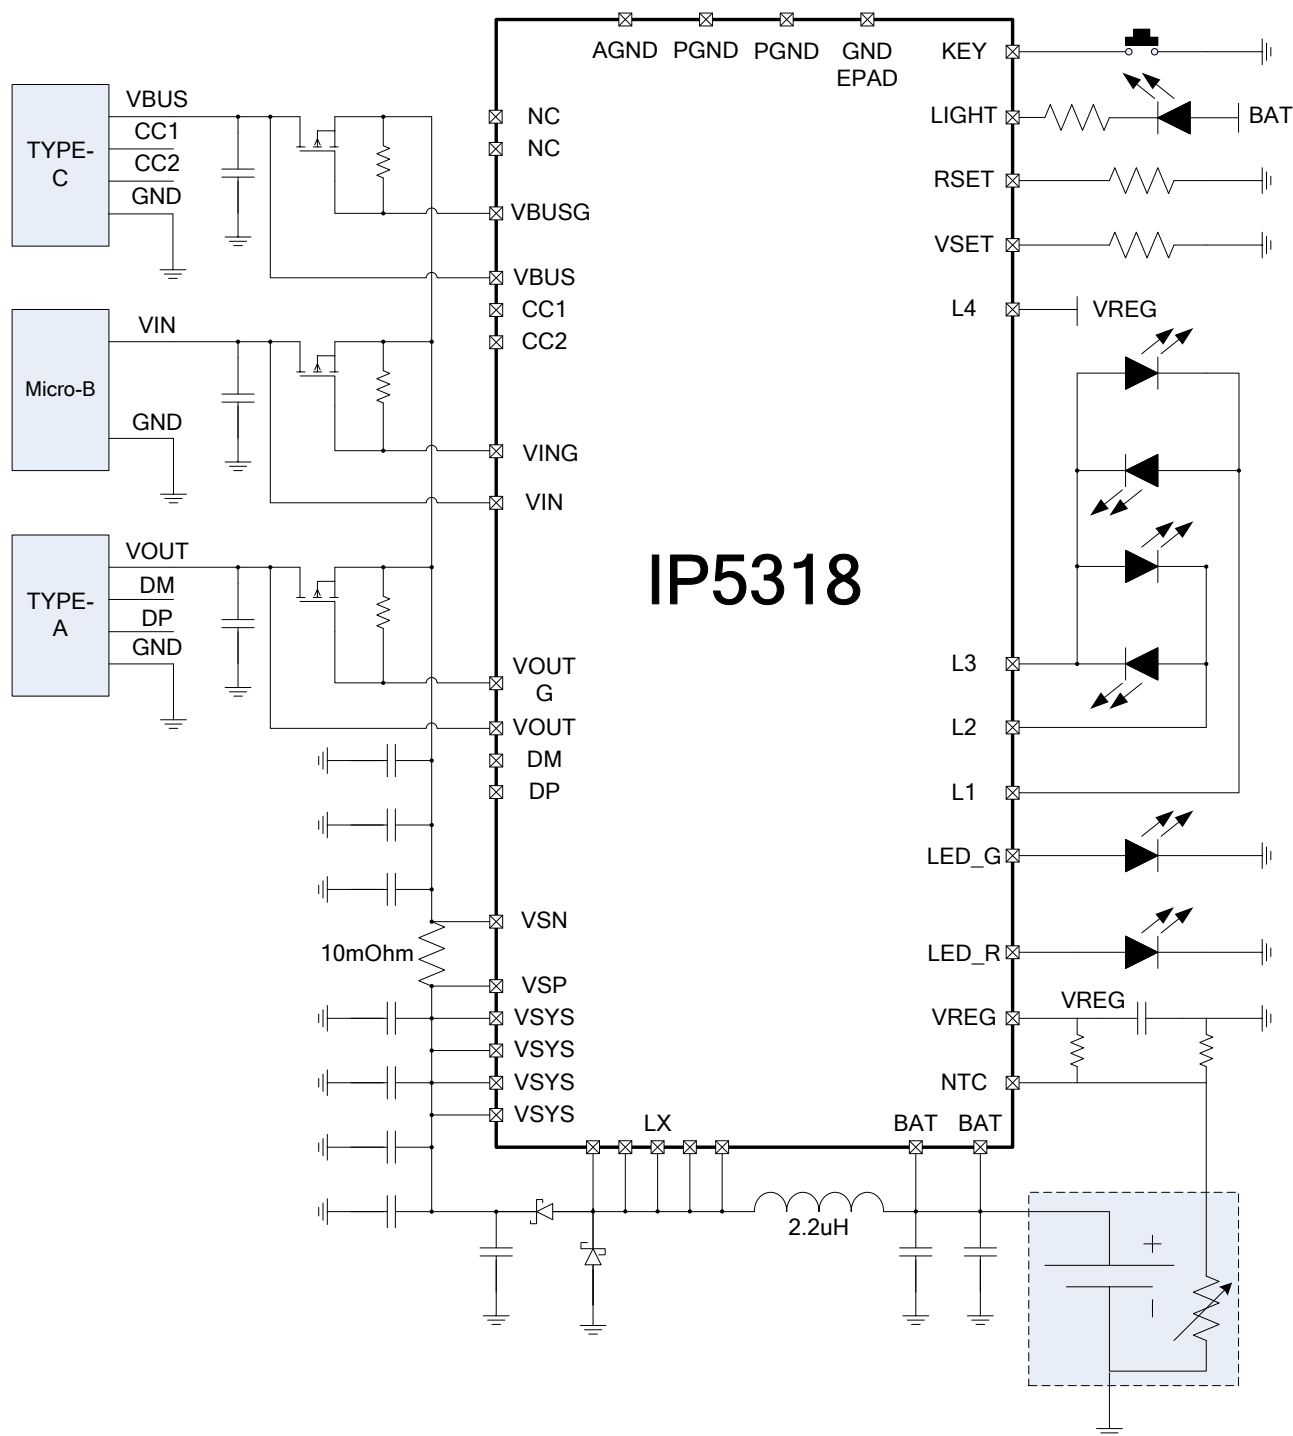 AGND
PGND
PGND
GND
EPAD
TYPE-
C
VBUS
CC1
CC2
GND
Micro-B
VIN
GND
TYPE-
A
VOUT
DM
DP
GND
NC
NC
VBUSG
VBUS
CC1
CC2
VING
VIN
VOUT
G
VOUT
DM
DP
VSN
10mOhm
VSP
VSYS
VSYS
VSYS
VSYS
IP5318
KEY
LIGHT
BAT
RSET
VSET
L4
VREG
L3
L2
L1
LED_G
LED_R
VREG
VREG
NTC
LX
BAT
BAT
2.2uH
+
–